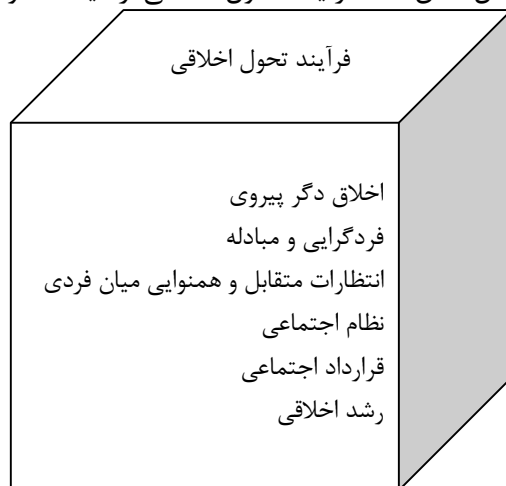 فرآیند تحول اخلاقی
اخلاق دگر پیروی
فردگرایی و مبادله
انتظارات متقابل و همنوایی میان فردی
نظام اجتماعی
قرارداد اجتماعی
رشد اخلاقی